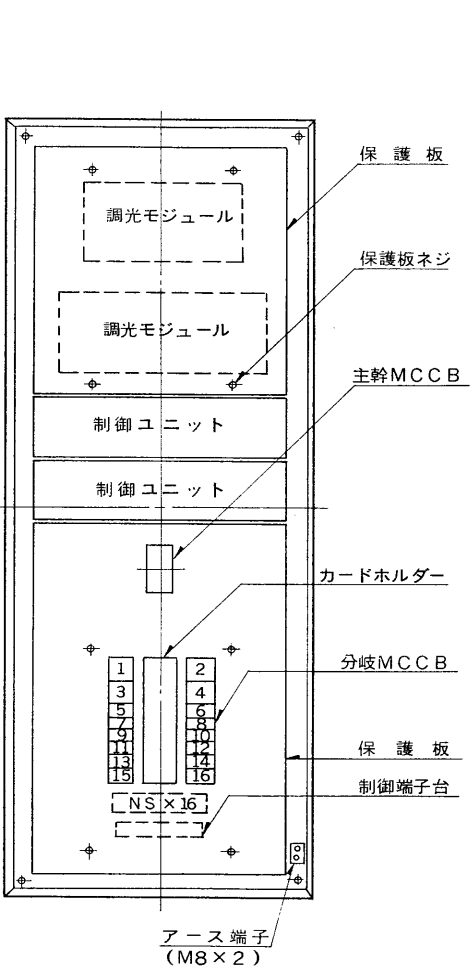 保護板
調光モジュール
保護板ネジ
調光モジュール
主幹MCCB
制御ユニット
制御ユニット
カードホルダー
1
2
分岐MCCB
3
4
5
6
7
8
9
10
11
12
保護板
13
14
15
16
制御端子台
NS×16
アース端子
(M8×2)